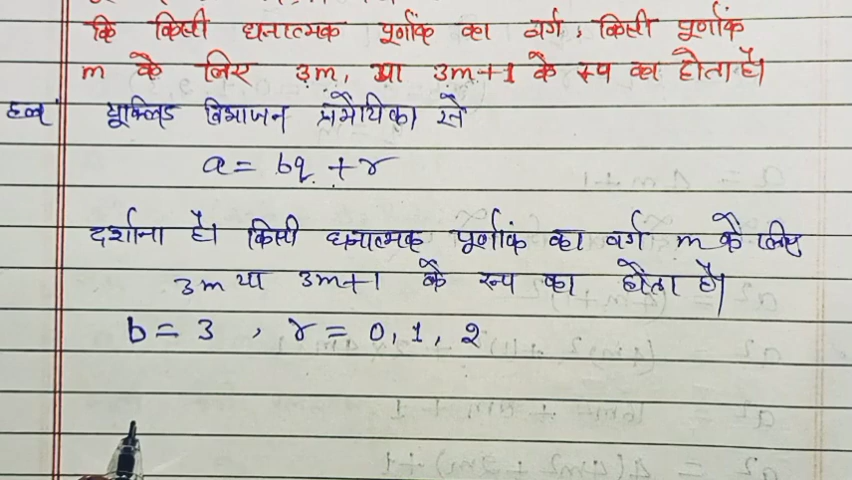 कि किसी धनात्मक पूर्णांक का वर्ग, किसी पूर्णांक
m के लिए 3m, या 3m+1 के रूप का होता है।
हल यूक्लिड विभाजन प्रमेयिका से
a = bq + r
दर्शाना है। किसी धनात्मक पूर्णांक का वर्ग m के लिए
3m या 3m+1 के रूप का होता है।
b = 3 , r = 0, 1, 2